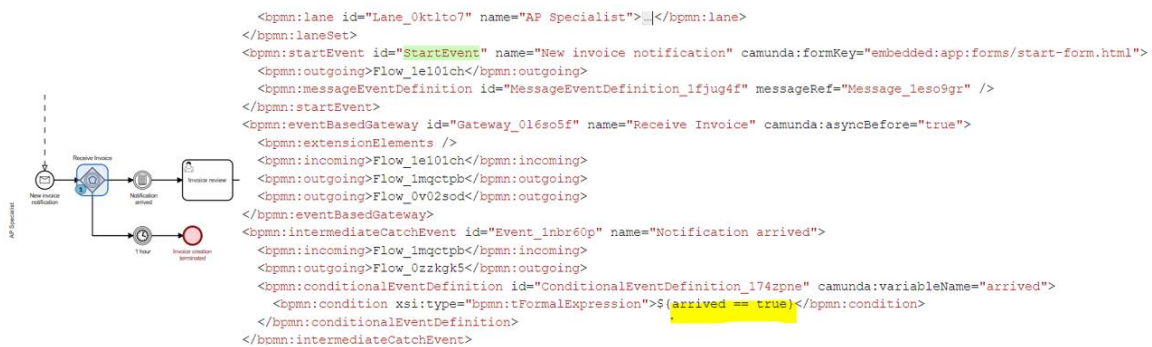 <bpmn:lane id="Lane_0ktlto7" name="AP Specialist">…</bpmn:lane>
</bpmn:laneSet>
<bpmn:startEvent id="StartEvent" name="New invoice notification" camunda:formKey="embedded:app:forms/start-form.html">
<bpmn:outgoing>Flow_1e101ch</bpmn:outgoing>
<bpmn:messageEventDefinition id="MessageEventDefinition_1fjug4f" messageRef="Message_1eso9gr" />
</bpmn:startEvent>
<bpmn:eventBasedGateway id="Gateway_0l6so5f" name="Receive Invoice" camunda:asyncBefore="true">
<bpmn:extensionElements />
<bpmn:incoming>Flow_1e101ch</bpmn:incoming>
<bpmn:outgoing>Flow_1mqctpb</bpmn:outgoing>
<bpmn:outgoing>Flow_0v02sod</bpmn:outgoing>
</bpmn:eventBasedGateway>
<bpmn:intermediateCatchEvent id="Event_1nbr60p" name="Notification arrived">
<bpmn:incoming>Flow_1mqctpb</bpmn:incoming>
<bpmn:outgoing>Flow_0zzkgk5</bpmn:outgoing>
<bpmn:conditionalEventDefinition id="ConditionalEventDefinition_174zpne" camunda:variableName="arrived">
<bpmn:condition xsi:type="bpmn:tFormalExpression">${arrived == true}</bpmn:condition>
</bpmn:conditionalEventDefinition>
</bpmn:intermediateCatchEvent>
AP Specialist
New invoice
notification
Receive Invoice
1
Notification
arrived
Invoice review
1 hour
Invoice creation
terminated